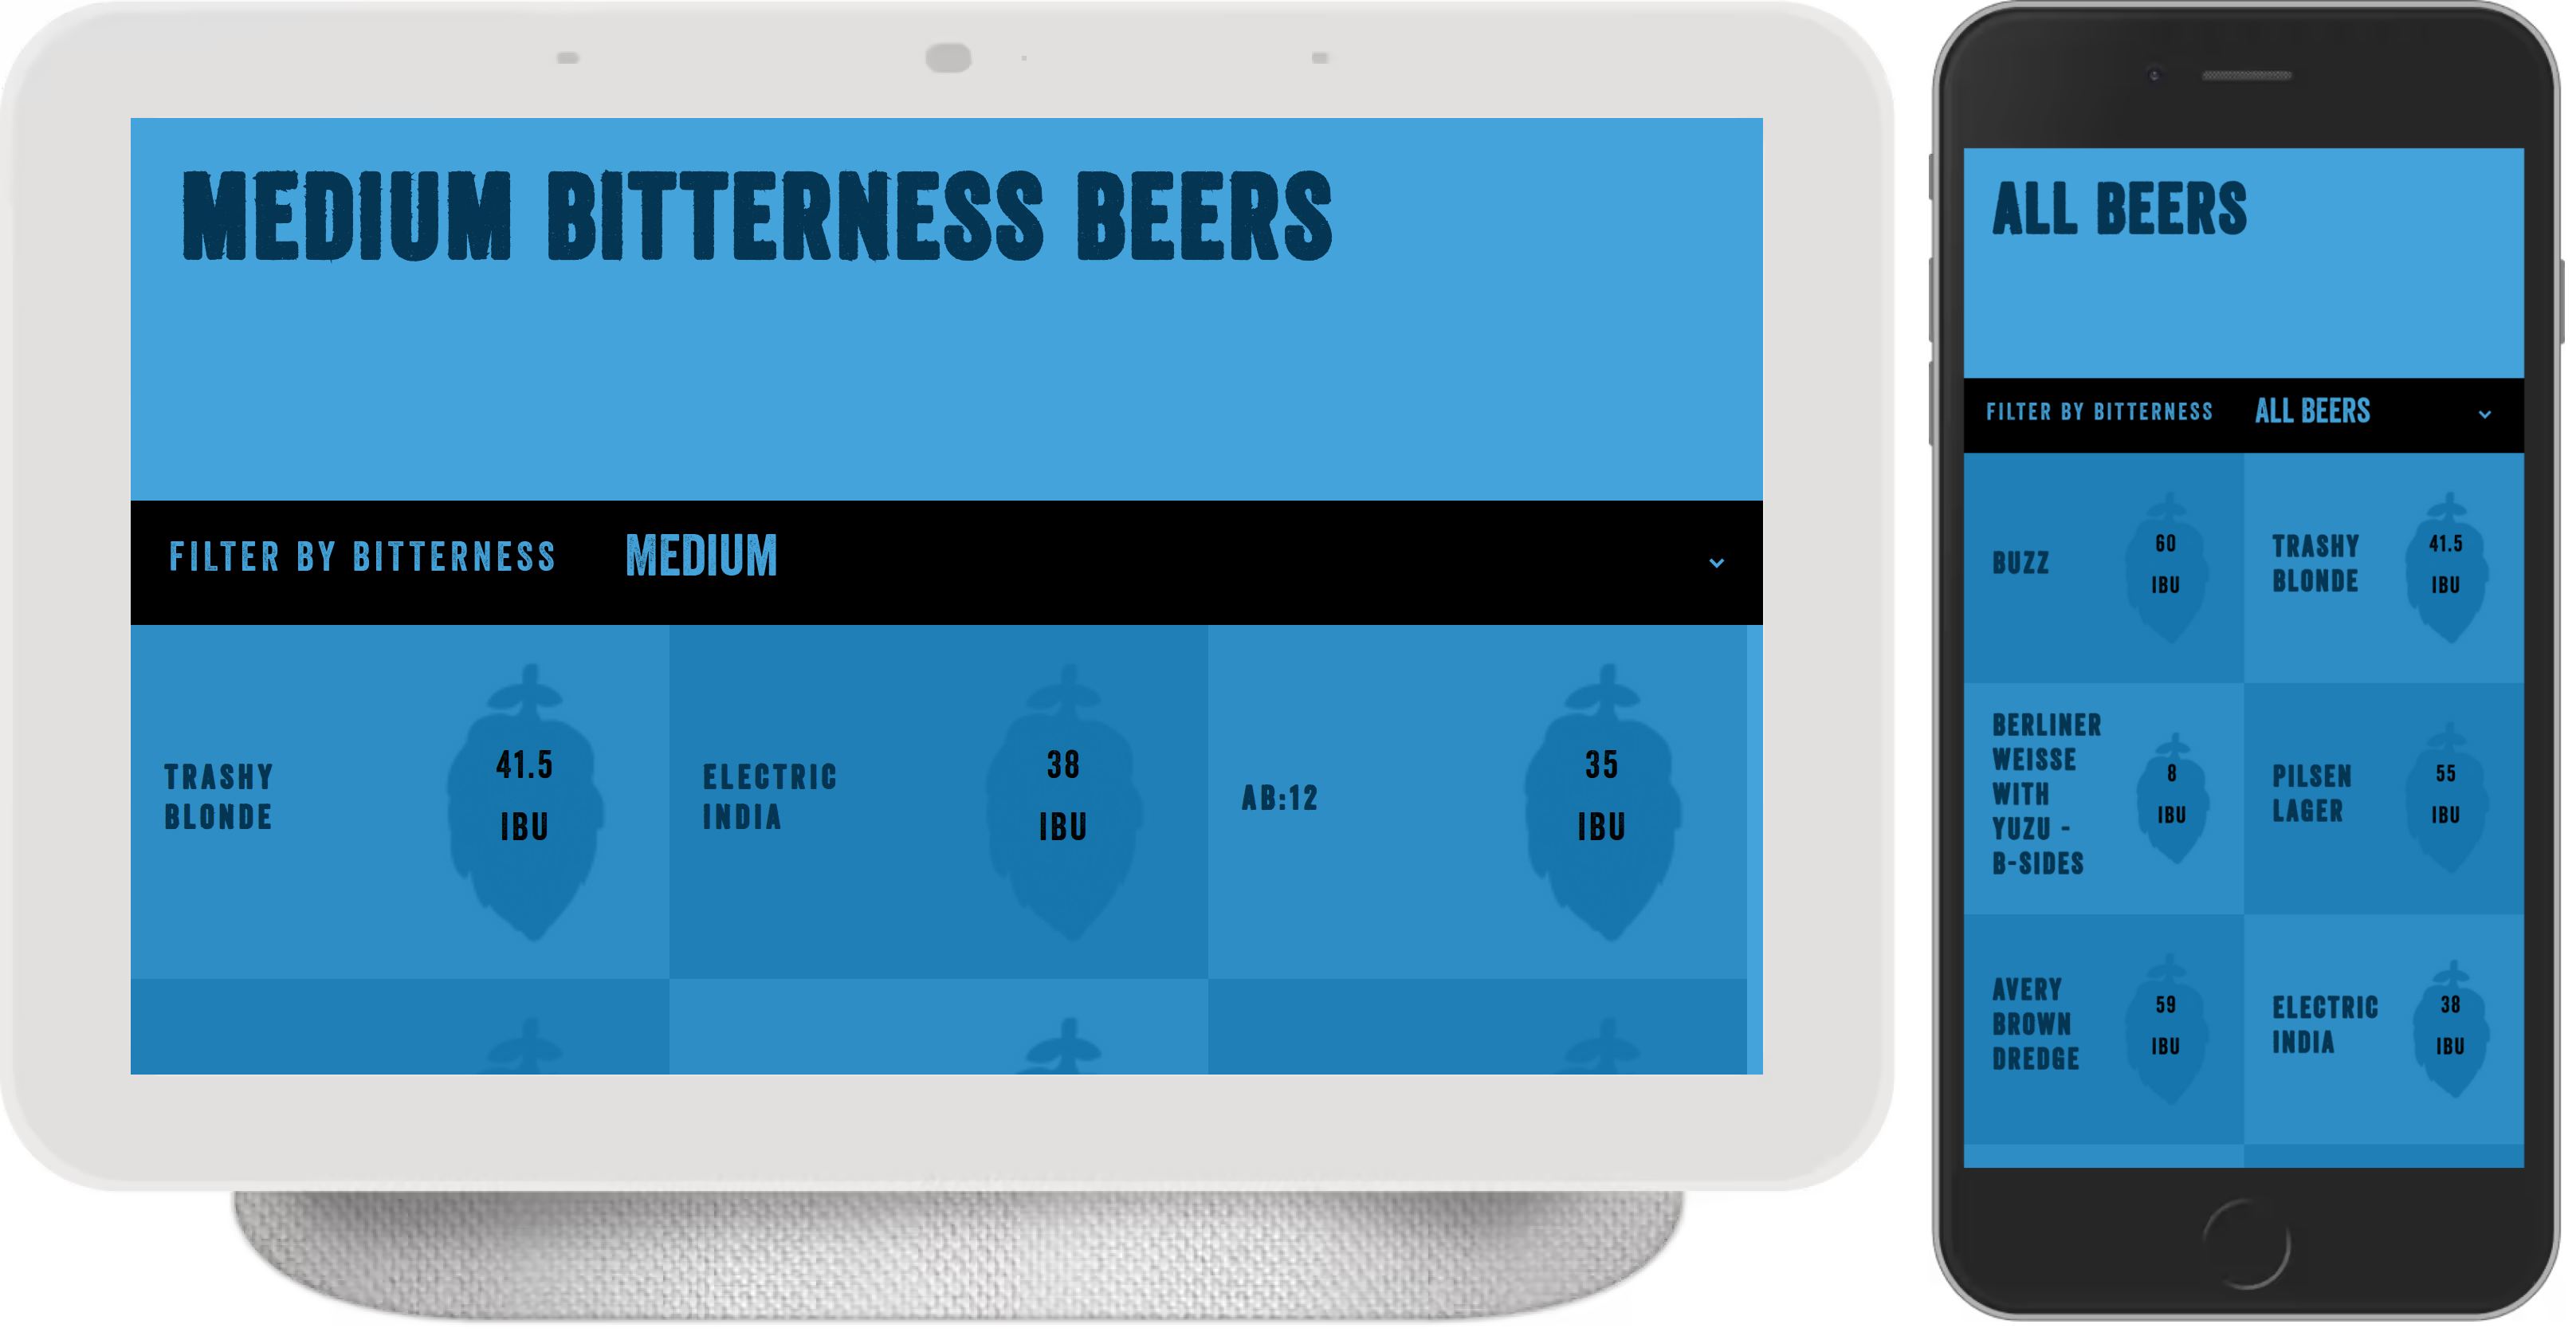 MEDIUM BITTERNESS BEERS
FILTER BY BITTERNESS MEDIUM
TRASHY
BLONDE
41.5
IBU
ELECTRIC
INDIA
38
IBU
AB:12
35
IBU
ALL BEERS
FILTER BY BITTERNESS ALL BEERS
BUZZ
60
IBU
TRASHY
BLONDE
41.5
IBU
BERLINER
WEISSE
WITH
YUZU -
B-SIDES
8
IBU
PILSEN
LAGER
55
IBU
AVERY
BROWN
DREDGE
59
IBU
ELECTRIC
INDIA
38
IBU